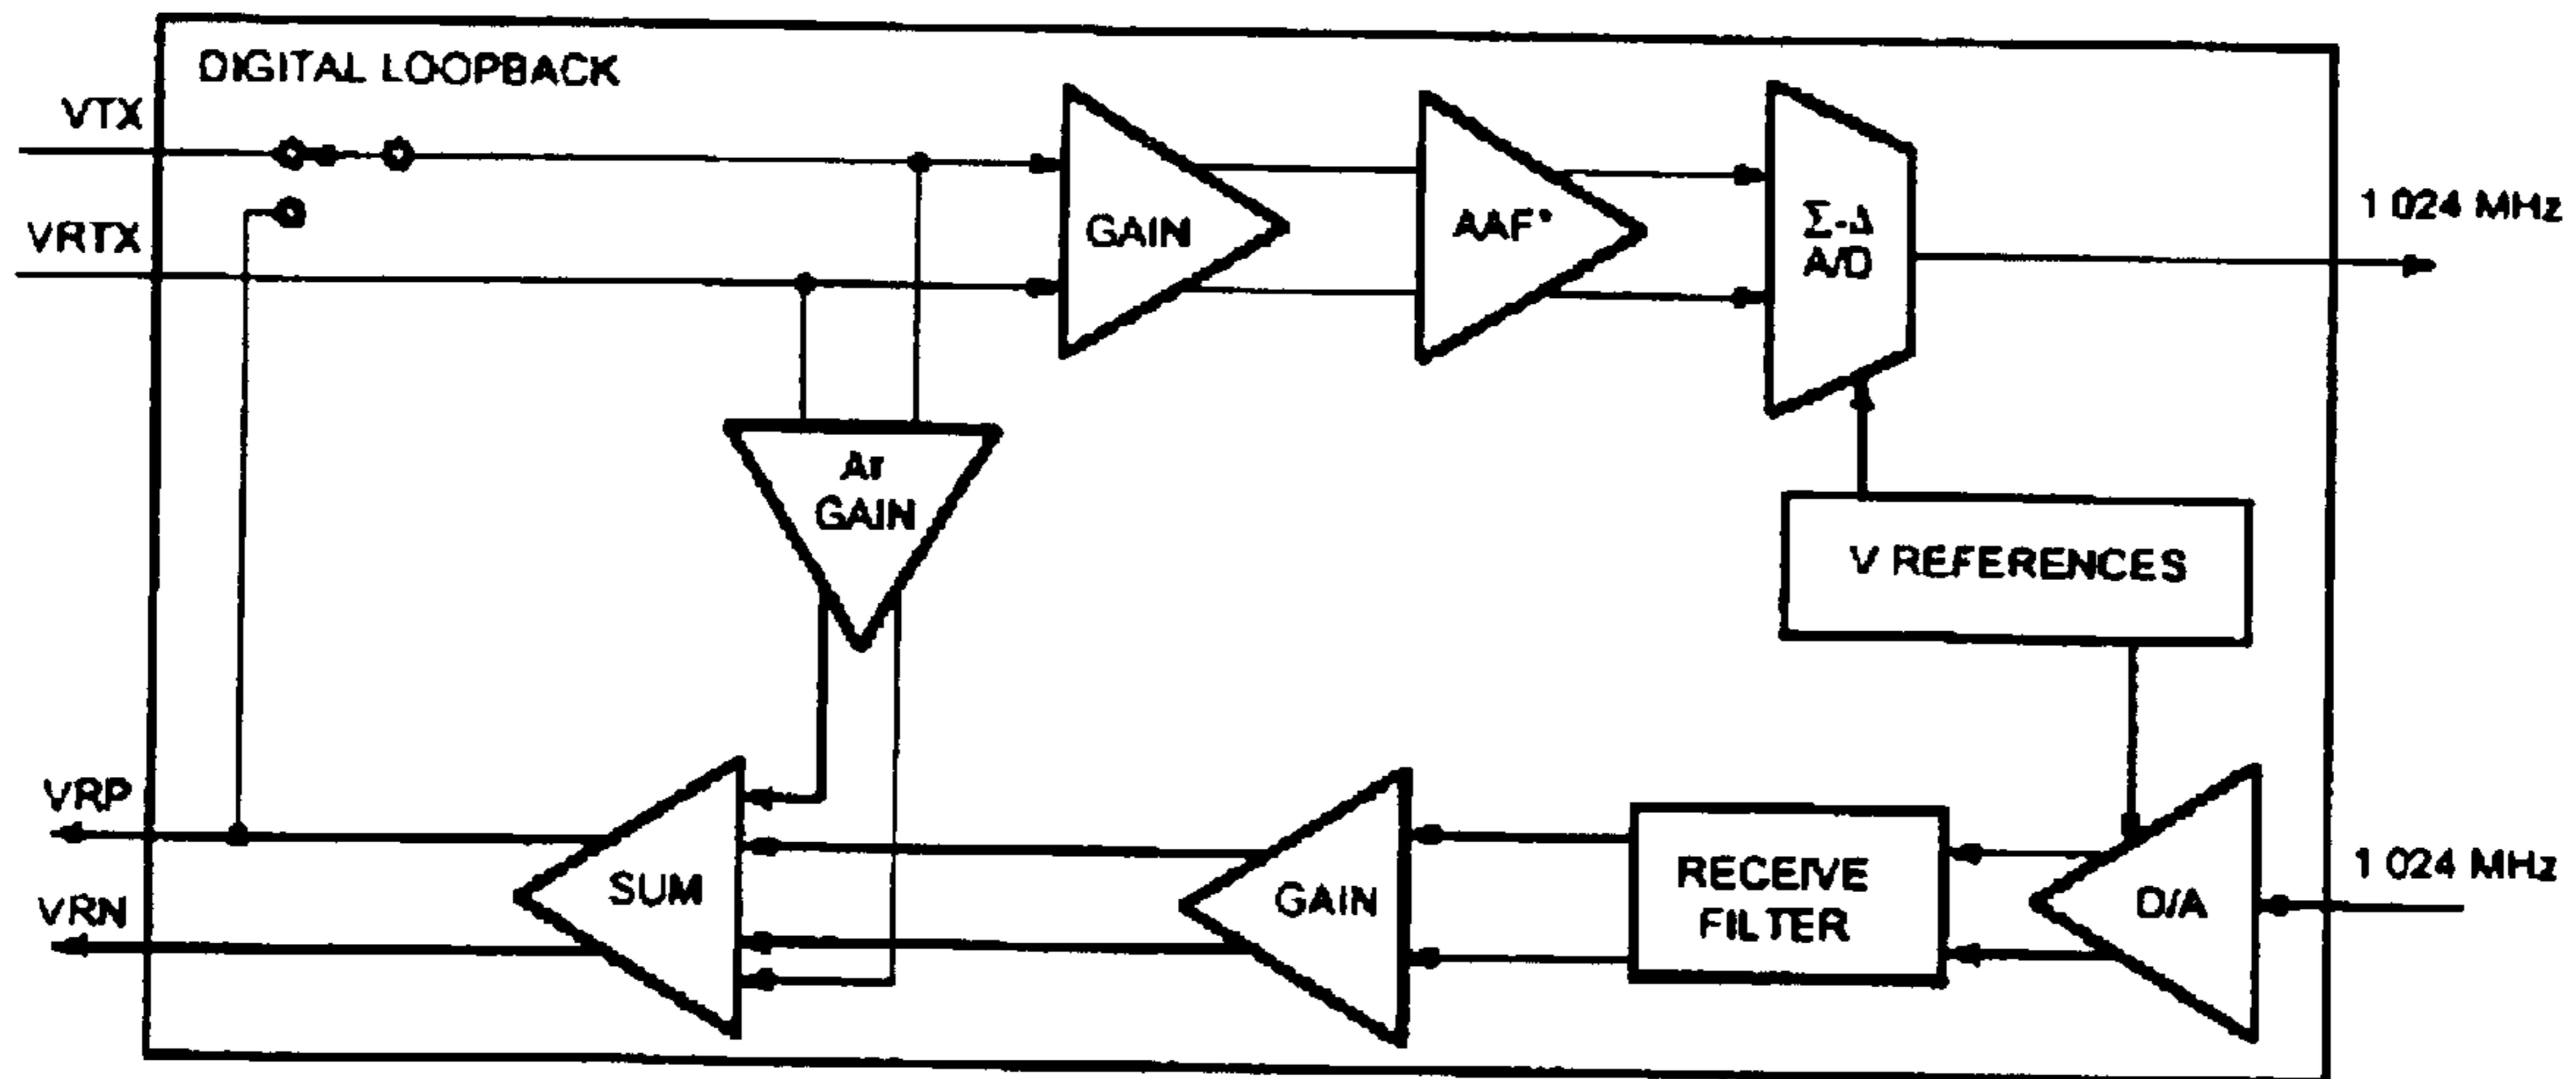 DIGITAL LOOPBACK
VTX
VRTX
GAIN
AAF*
Σ-Δ
A/D
1 024 MHz
Ar
GAIN
V REFERENCES
VRP
VRN
SUM
GAIN
RECEIVE
FILTER
D/A
1 024 MHz